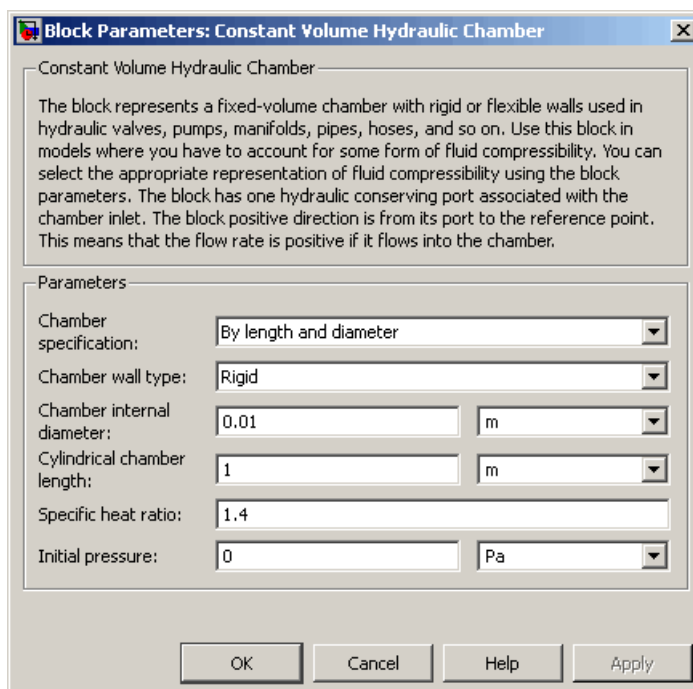 Block Parameters: Constant Volume Hydraulic Chamber
Constant Volume Hydraulic Chamber
The block represents a fixed-volume chamber with rigid or flexible walls used in
hydraulic valves, pumps, manifolds, pipes, hoses, and so on. Use this block in
models where you have to account for some form of fluid compressibility. You can
select the appropriate representation of fluid compressibility using the block
parameters. The block has one hydraulic conserving port associated with the
chamber inlet. The block positive direction is from its port to the reference point.
This means that the flow rate is positive if it flows into the chamber.
Parameters
Chamber
specification:
By length and diameter
Chamber wall type:
Rigid
Chamber internal
diameter:
0.01
m
Cylindrical chamber
length:
1
m
Specific heat ratio:
1.4
Initial pressure:
0
Pa
OK
Cancel
Help
Apply